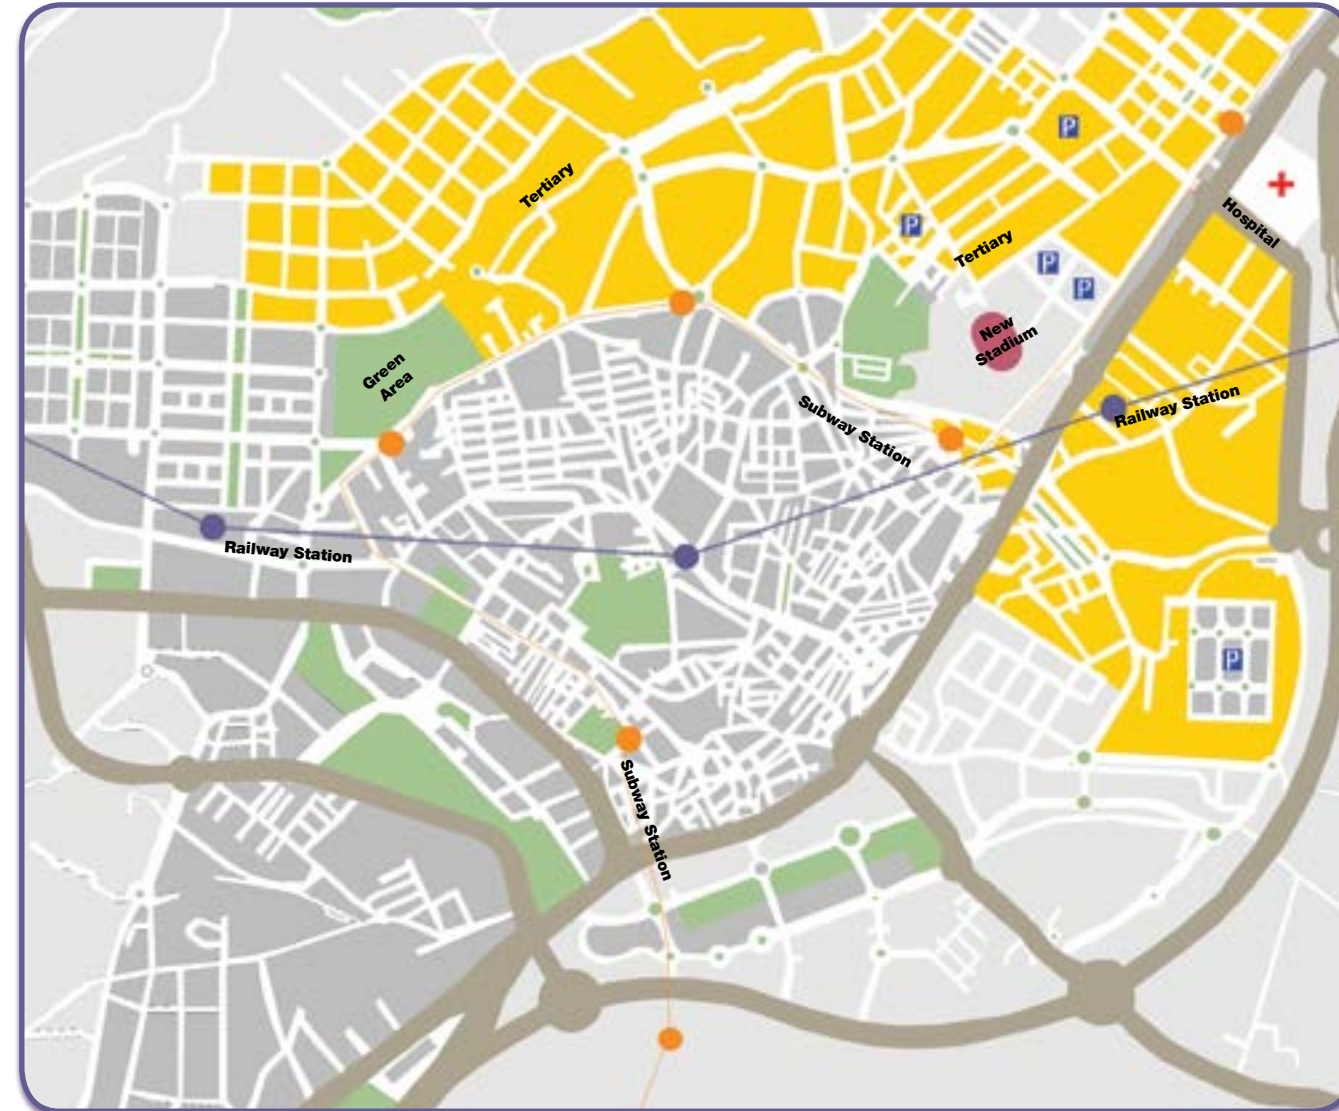 P
Tertiary
P
Hospital
Tertiary
P
P
New
Stadium
Green
Area
Railway Station
Subway Station
Railway Station
P
Subway Station